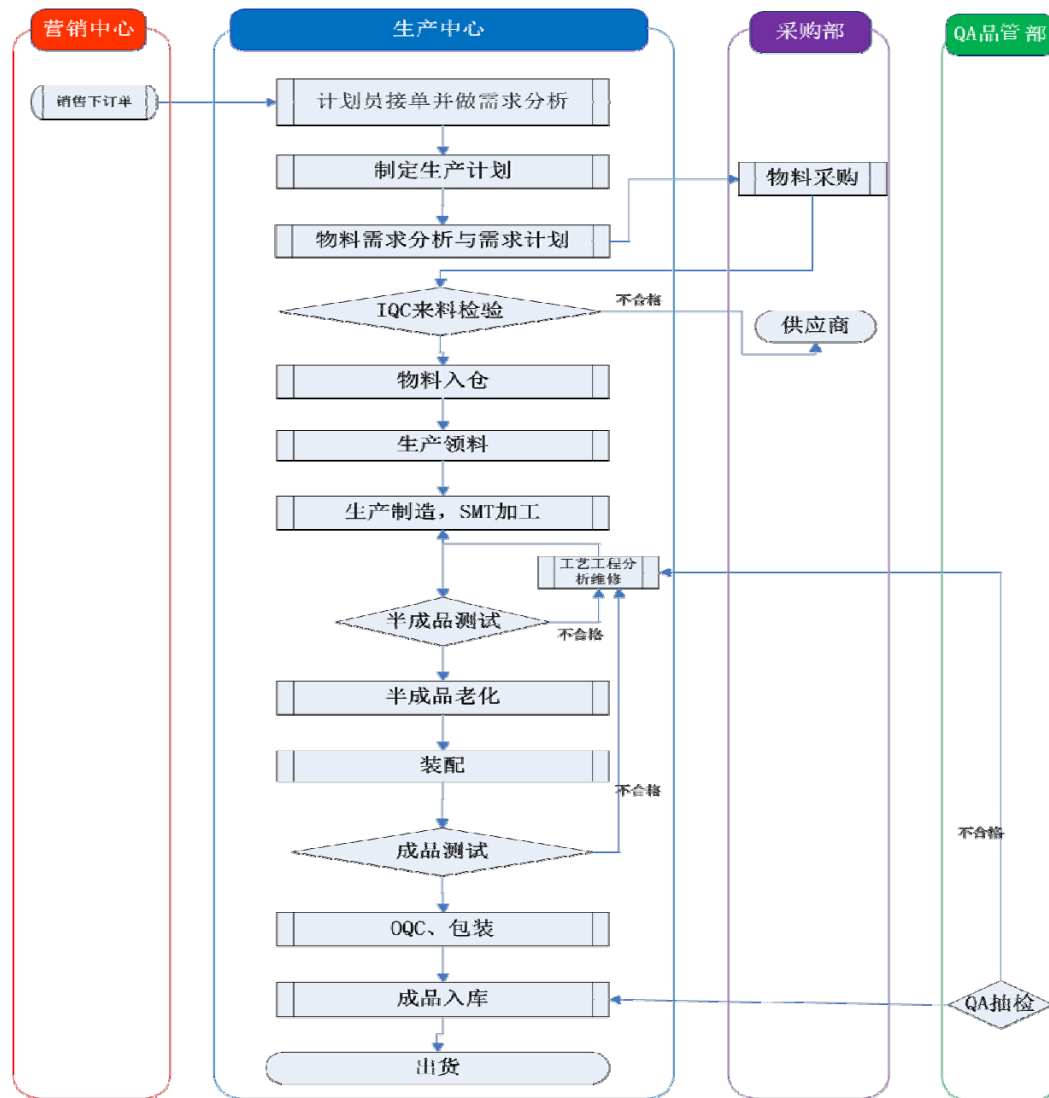 营销中心
生产中心
采购部
QA品管部
销售下订单
计划员接单并做需求分析
制定生产计划
物料采购
物料需求分析与需求计划
IQC来料检验
不合格
供应商
物料入仓
生产领料
生产制造，SMT加工
工艺工程分
析维修
半成品测试
不合格
半成品老化
装配
不合格
不合格
成品测试
OQC、包装
成品入库
QA抽检
出货